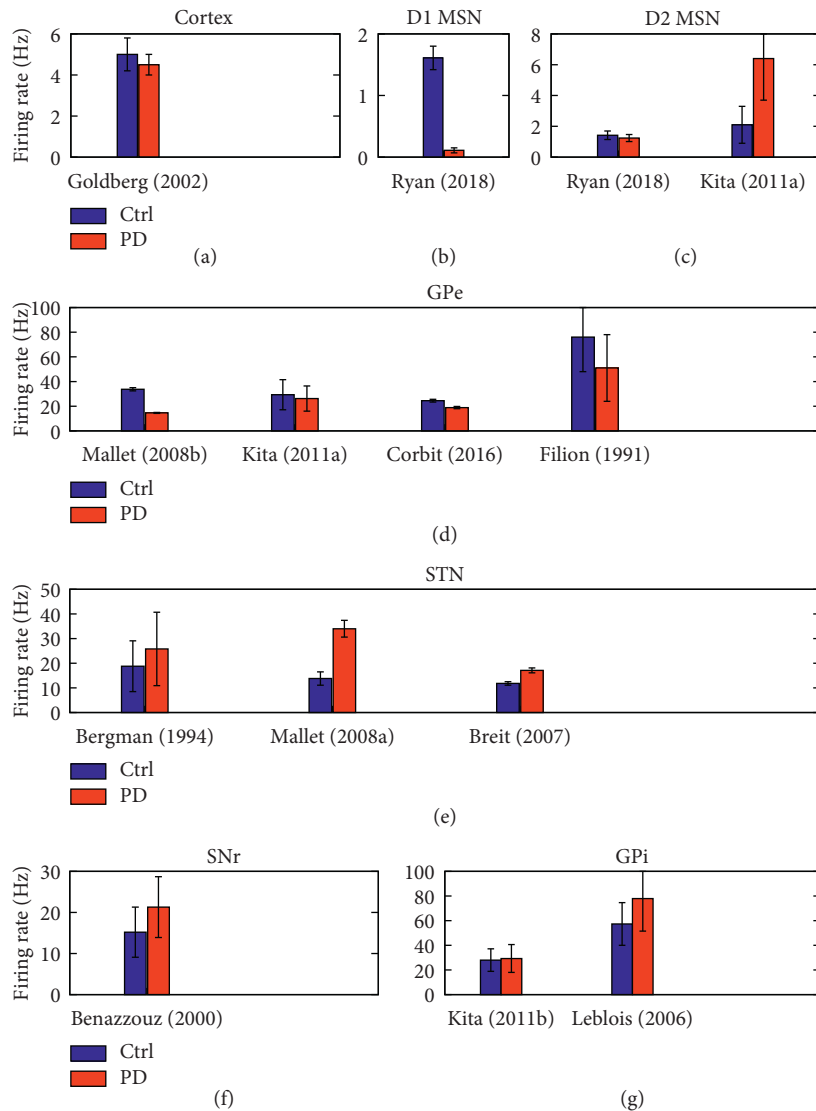 Cortex
D1 MSN
D2 MSN
Firing rate (Hz)
6
4
2
0
2
1
0
8
6
4
2
0
Goldberg (2002)
Ryan (2018)
Ryan (2018)
Kita (2011a)
Ctrl
PD
(a)
(b)
(c)
GPe
Firing rate (Hz)
100
80
60
40
20
0
Mallet (2008b)
Kita (2011a)
Corbit (2016)
Filion (1991)
Ctrl
PD
(d)
STN
Firing rate (Hz)
50
40
30
20
10
0
Bergman (1994)
Mallet (2008a)
Breit (2007)
Ctrl
PD
(e)
SNr
GPi
Firing rate (Hz)
30
20
10
0
100
80
60
40
20
0
Benazzouz (2000)
Kita (2011b)
Leblois (2006)
Ctrl
PD
(f)
(g)